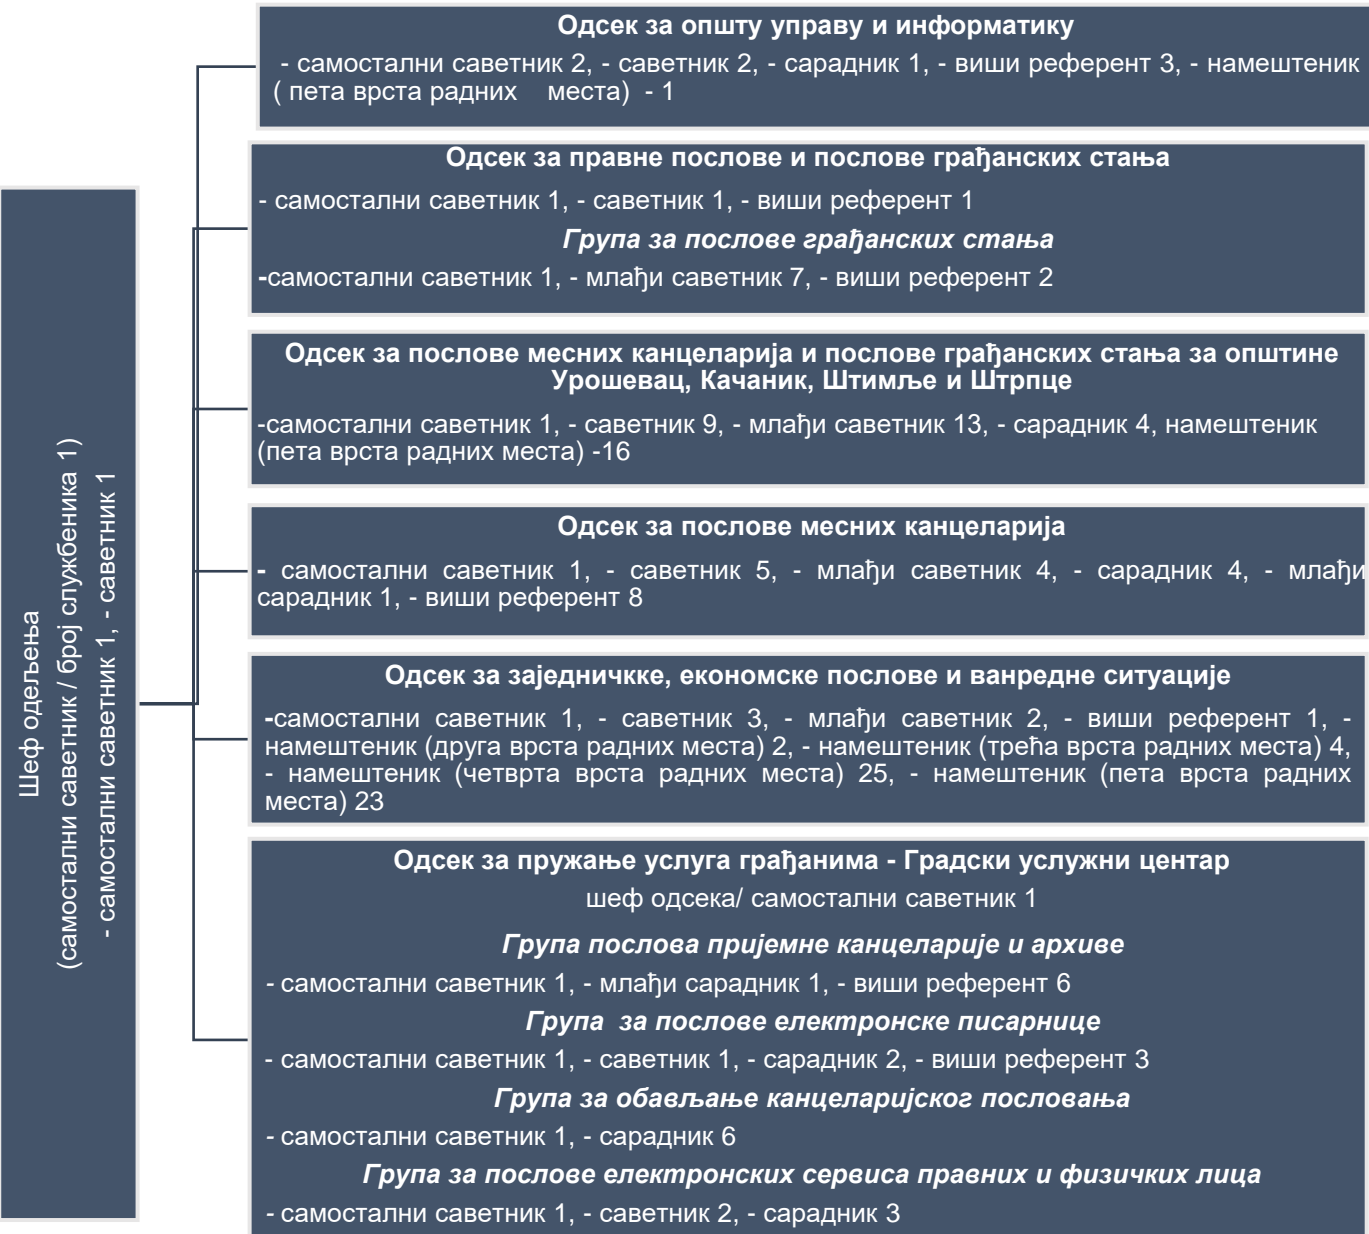 Шеф одељења
(самостални саветник / број службеника 1)
- самостални саветник 1, - саветник 1
Одсек за општу управу и информатику
- самостални саветник 2, - саветник 2, - сарадник 1, - виши референт 3, - намештеник
( пета врста радних места) - 1
Одсек за правне послове и послове грађанских стања
- самостални саветник 1, - саветник 1, - виши референт 1
Група за послове грађанских стања
-самостални саветник 1, - млађи саветник 7, - виши референт 2
Одсек за послове месних канцеларија и послове грађанских стања за општине
Урошевац, Качаник, Штимље и Штрпце
-самостални саветник 1, - саветник 9, - млађи саветник 13, - сарадник 4, намештеник
(пета врста радних места) -16
Одсек за послове месних канцеларија
- самостални саветник 1, - саветник 5, - млађи саветник 4, - сарадник 4, - млађи
сарадник 1, - виши референт 8
Одсек за заједничкке, економске послове и ванредне ситуације
-самостални саветник 1, - саветник 3, - млађи саветник 2, - виши референт 1, -
намештеник (друга врста радних места) 2, - намештеник (трећа врста радних места) 4,
- намештеник (четврта врста радних места) 25, - намештеник (пета врста радних
места) 23
Одсек за пружање услуга грађанима - Градски услужни центар
шеф одсека/ самостални саветник 1
Група послова пријемне канцеларије и архиве
- самостални саветник 1, - млађи сарадник 1, - виши референт 6
Група за послове електронске писарнице
- самостални саветник 1, - саветник 1, - сарадник 2, - виши референт 3
Група за обављање канцеларијског пословања
- самостални саветник 1, - сарадник 6
Група за послове електронских сервиса правних и физичких лица
- самостални саветник 1, - саветник 2, - сарадник 3